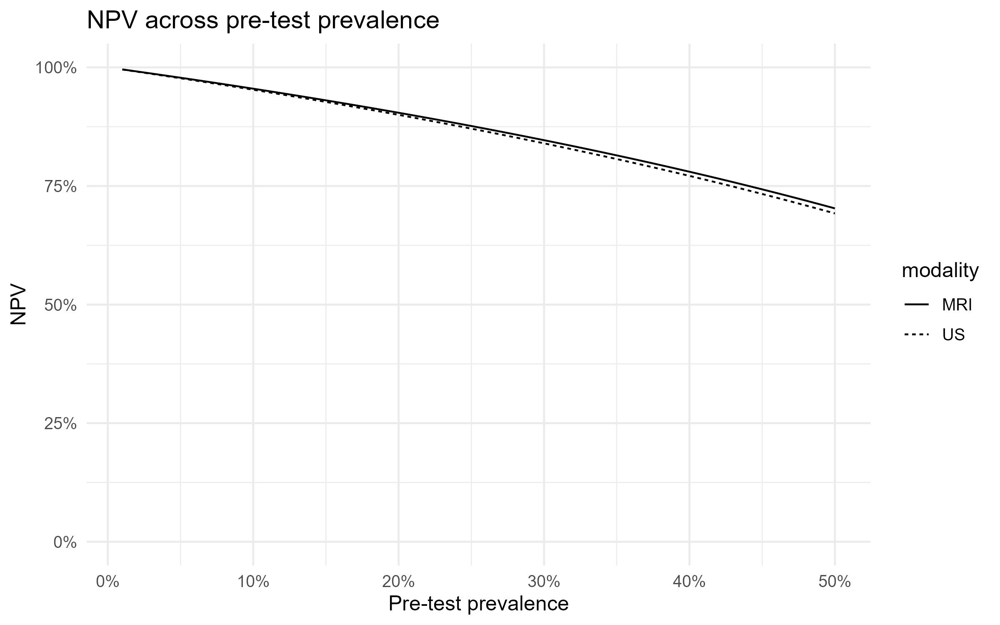 NPV across pre-test prevalence
100%
75%
50%
25%
0%
NPV
0% 10% 20% 30% 40% 50%
Pre-test prevalence
modality
MRI
US